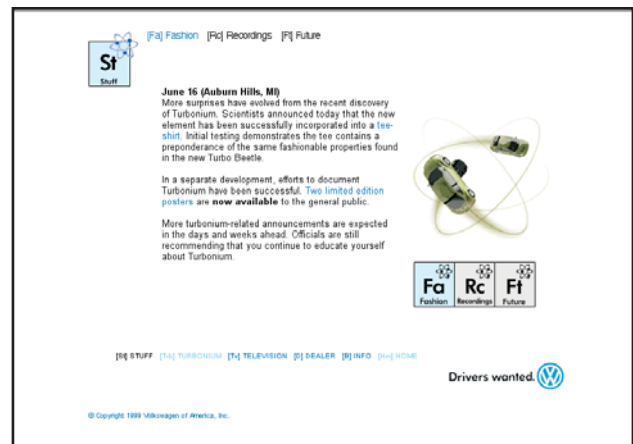 [Fa] Fashion [Rc] Recordings [Ft] Future
St
Stuff
June 16 (Auburn Hills, MI)
More surprises have evolved from the recent discovery
of Turbonium. Scientists announced today that the new
element has been successfully incorporated into a tee-
shirt. Initial testing demonstrates the tee contains a
preponderance of the same fashionable properties found
in the new Turbo Beetle.
In a separate development, efforts to document
Turbonium have been successful. Two limited edition
posters are now available to the general public.
More turbonium-related announcements are expected
in the days and weeks ahead. Officials are still
recommending that you continue to educate yourself
about Turbonium.
Fa Rc Ft
Fashion Recordings Future
[St] STUFF [Trb] TURBONIUM [Tv] TELEVISION [D] DEALER [B] INFO [Hm] HOME
Drivers wanted.
© Copyright 1999 Volkswagen of America, Inc.